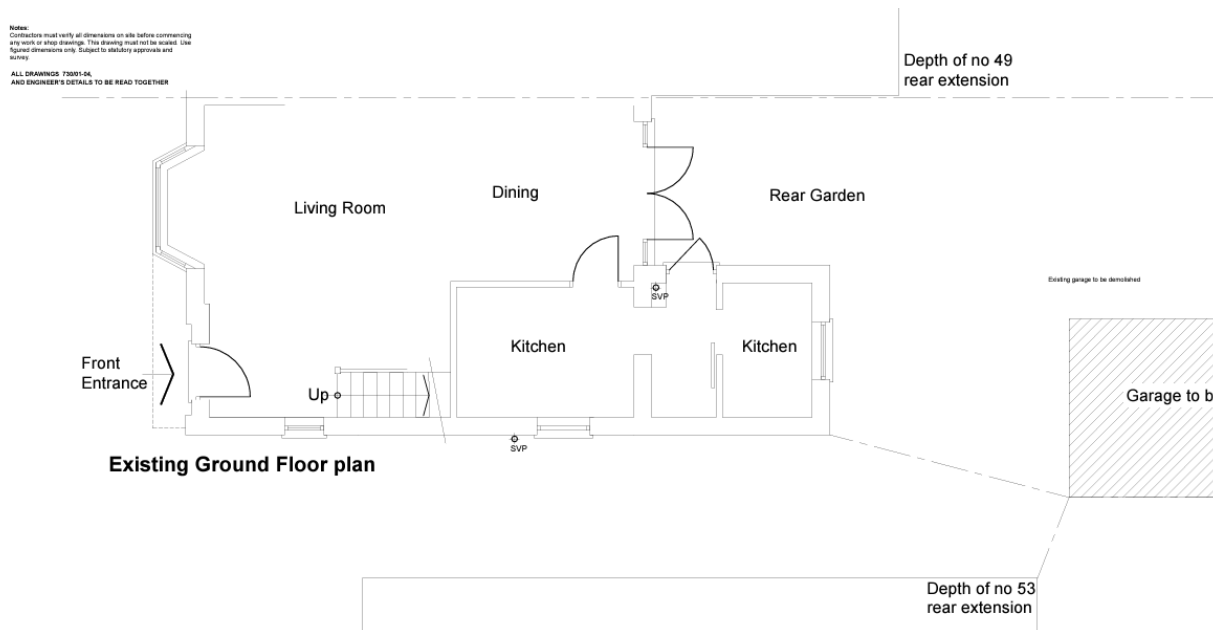 Notes:
Contractors must verify all dimensions on site before commencing
any work or shop drawings. This drawing must not be scaled. Use
figured dimensions only. Subject to statutory approvals and
survey.
ALL DRAWINGS 730/01-04,
AND ENGINEER'S DETAILS TO BE READ TOGETHER
Depth of no 49
rear extension
Living Room
Dining
Rear Garden
Existing garage to be demolished
SVP
Kitchen
Kitchen
Front
Entrance
Up
Garage to b
SVP
Existing Ground Floor plan
Depth of no 53
rear extension